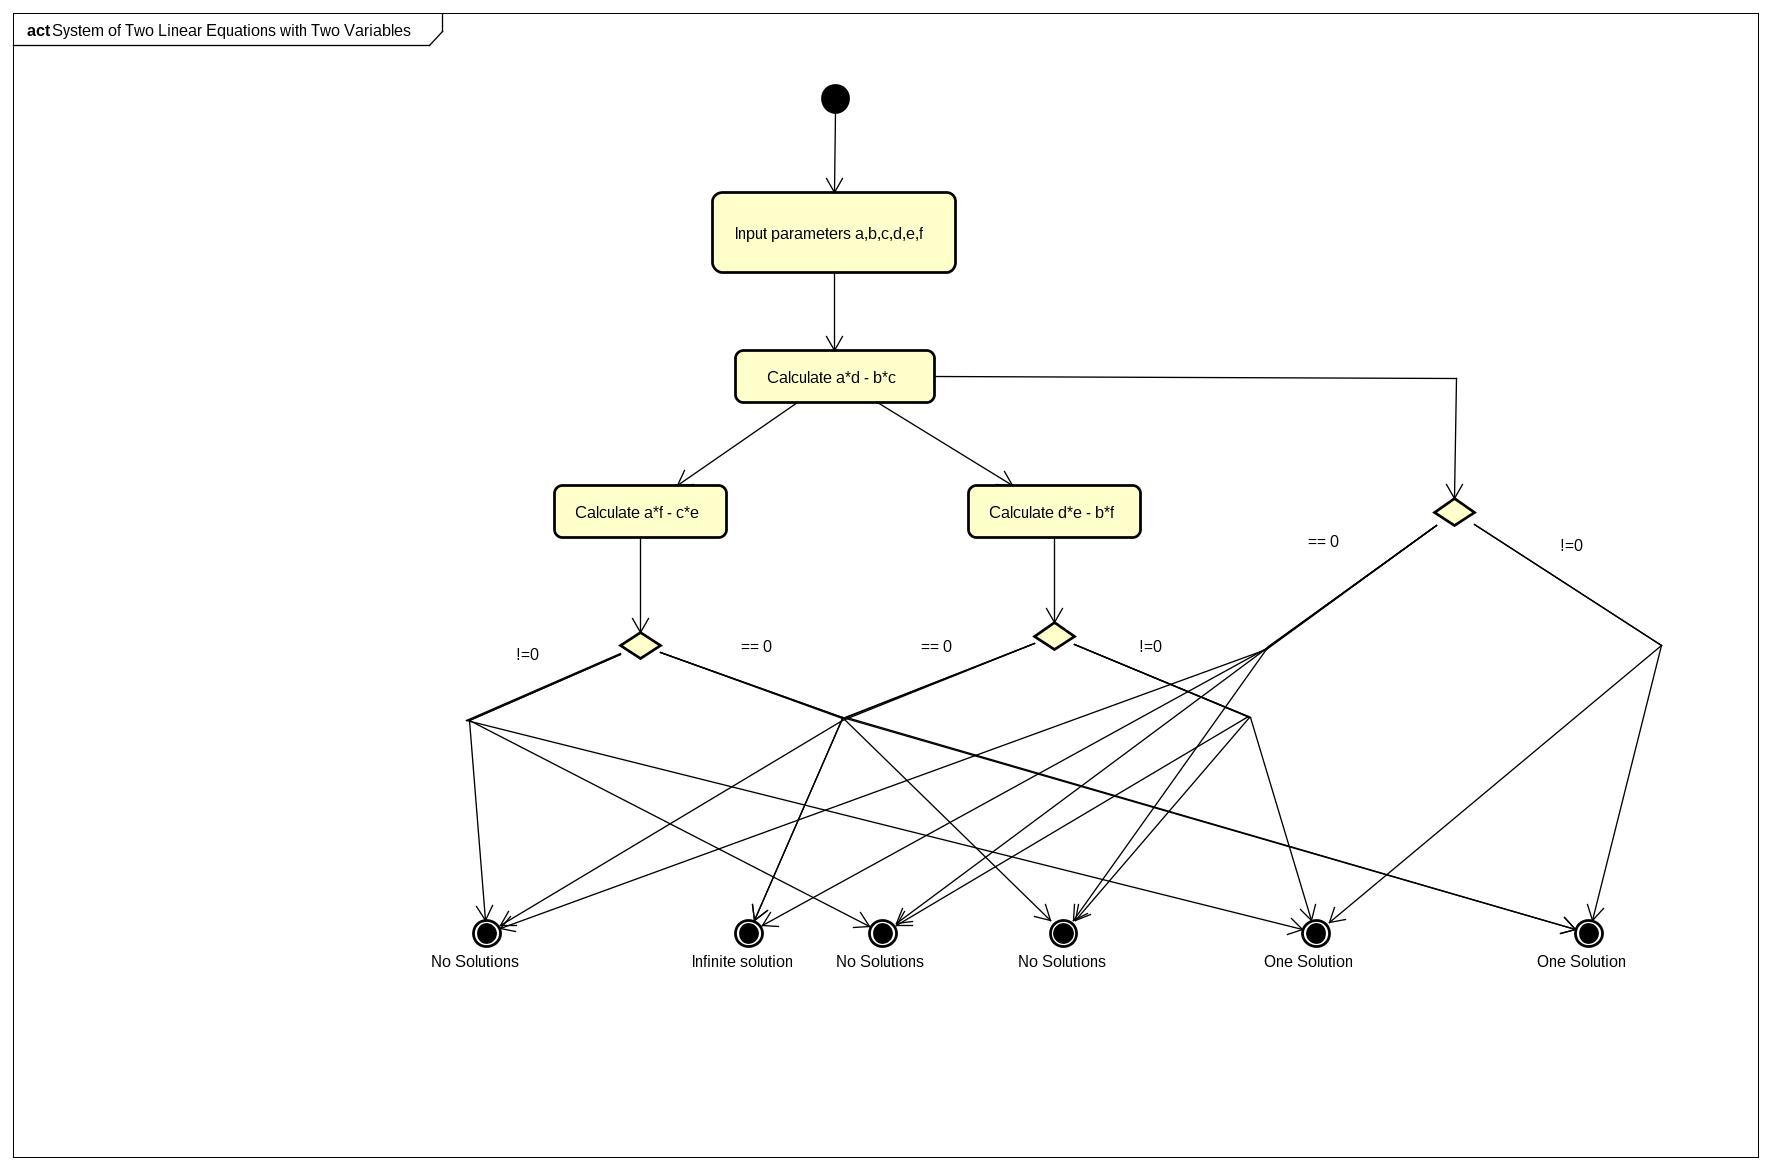 act System of Two Linear Equations with Two Variables
Input parameters a,b,c,d,e,f
Calculate a*d - b*c
Calculate a*f - c*e
Calculate d*e - b*f
== 0
!=0
!=0
== 0
== 0
!=0
No Solutions
Infinite solution
No Solutions
No Solutions
One Solution
One Solution